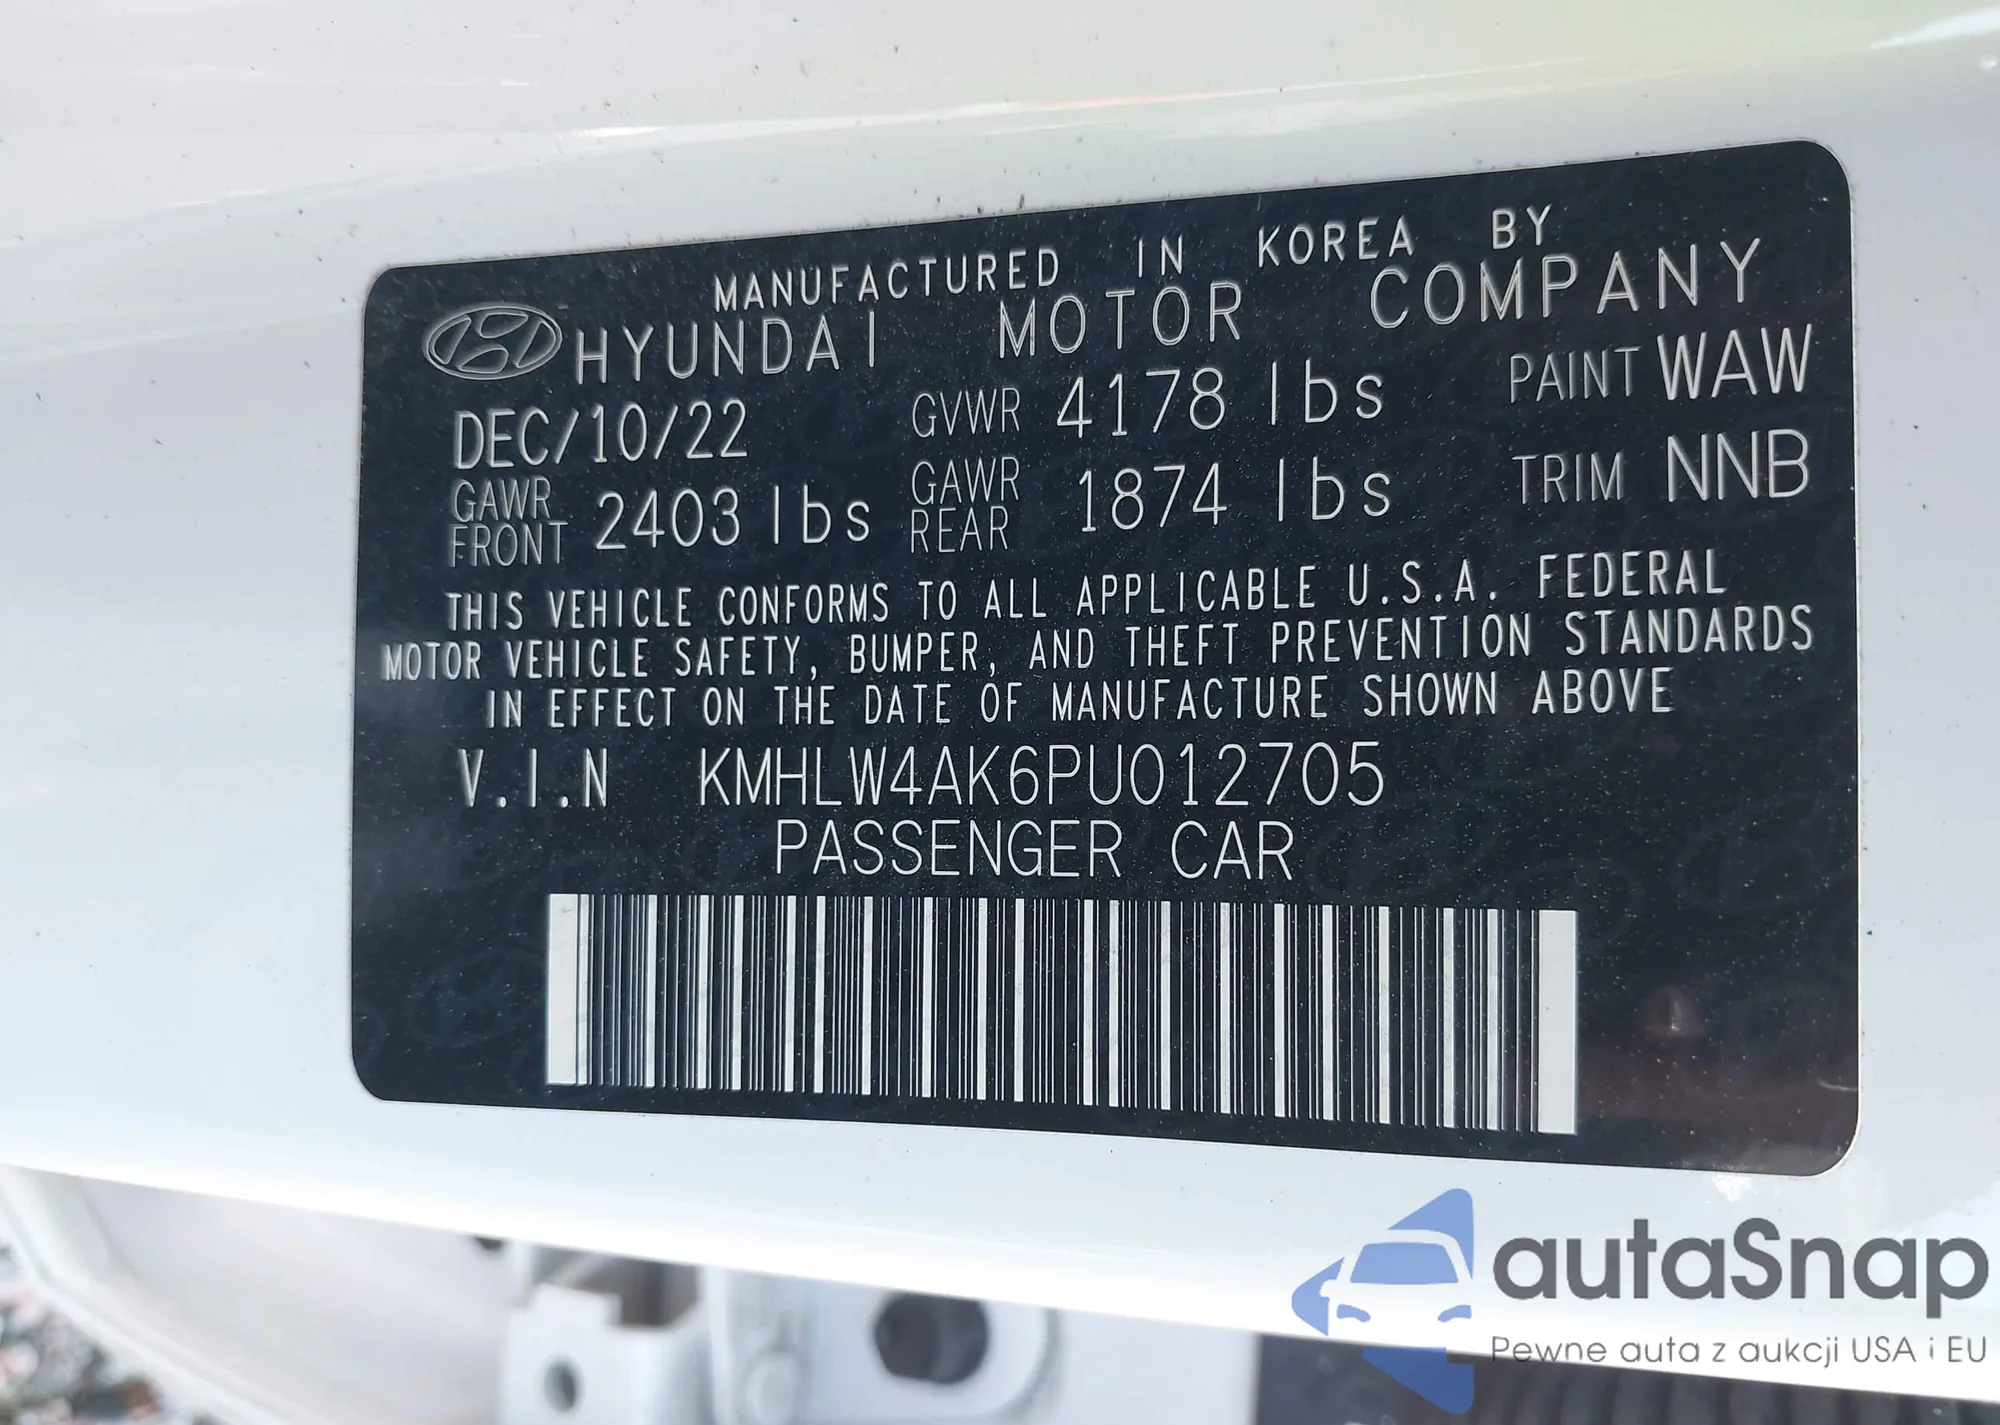 MANUFACTURED IN KOREA BY
HYUNDAI MOTOR COMPANY
DEC/10/22 GVWR 4178 lbs PAINT WAW
GAWR FRONT 2403 lbs GAWR REAR 1874 lbs TRIM NNB
THIS VEHICLE CONFORMS TO ALL APPLICABLE U.S.A. FEDERAL
MOTOR VEHICLE SAFETY, BUMPER, AND THEFT PREVENTION STANDARDS
IN EFFECT ON THE DATE OF MANUFACTURE SHOWN ABOVE
V.I.N KMHLW4AK6PU012705
PASSENGER CAR
autaSnap
Pewne auta z aukcji USA i EU